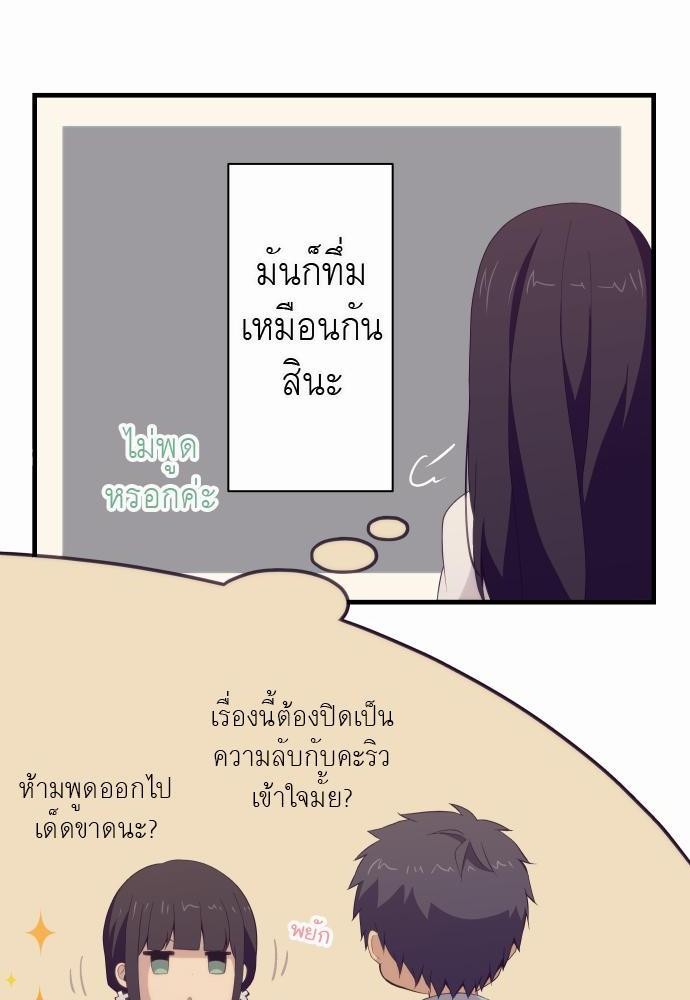 มันก็ที่ม
เหมือนกัน
สินะ
ไม่พูด
หรอกค่ะ
เรื่องนี้ต้องปิดเป็น
ความลับกับคะริว
เข้าใจมั้ย?
ห้ามพูดออกไป
เด็ดขาดนะ?
พยัก